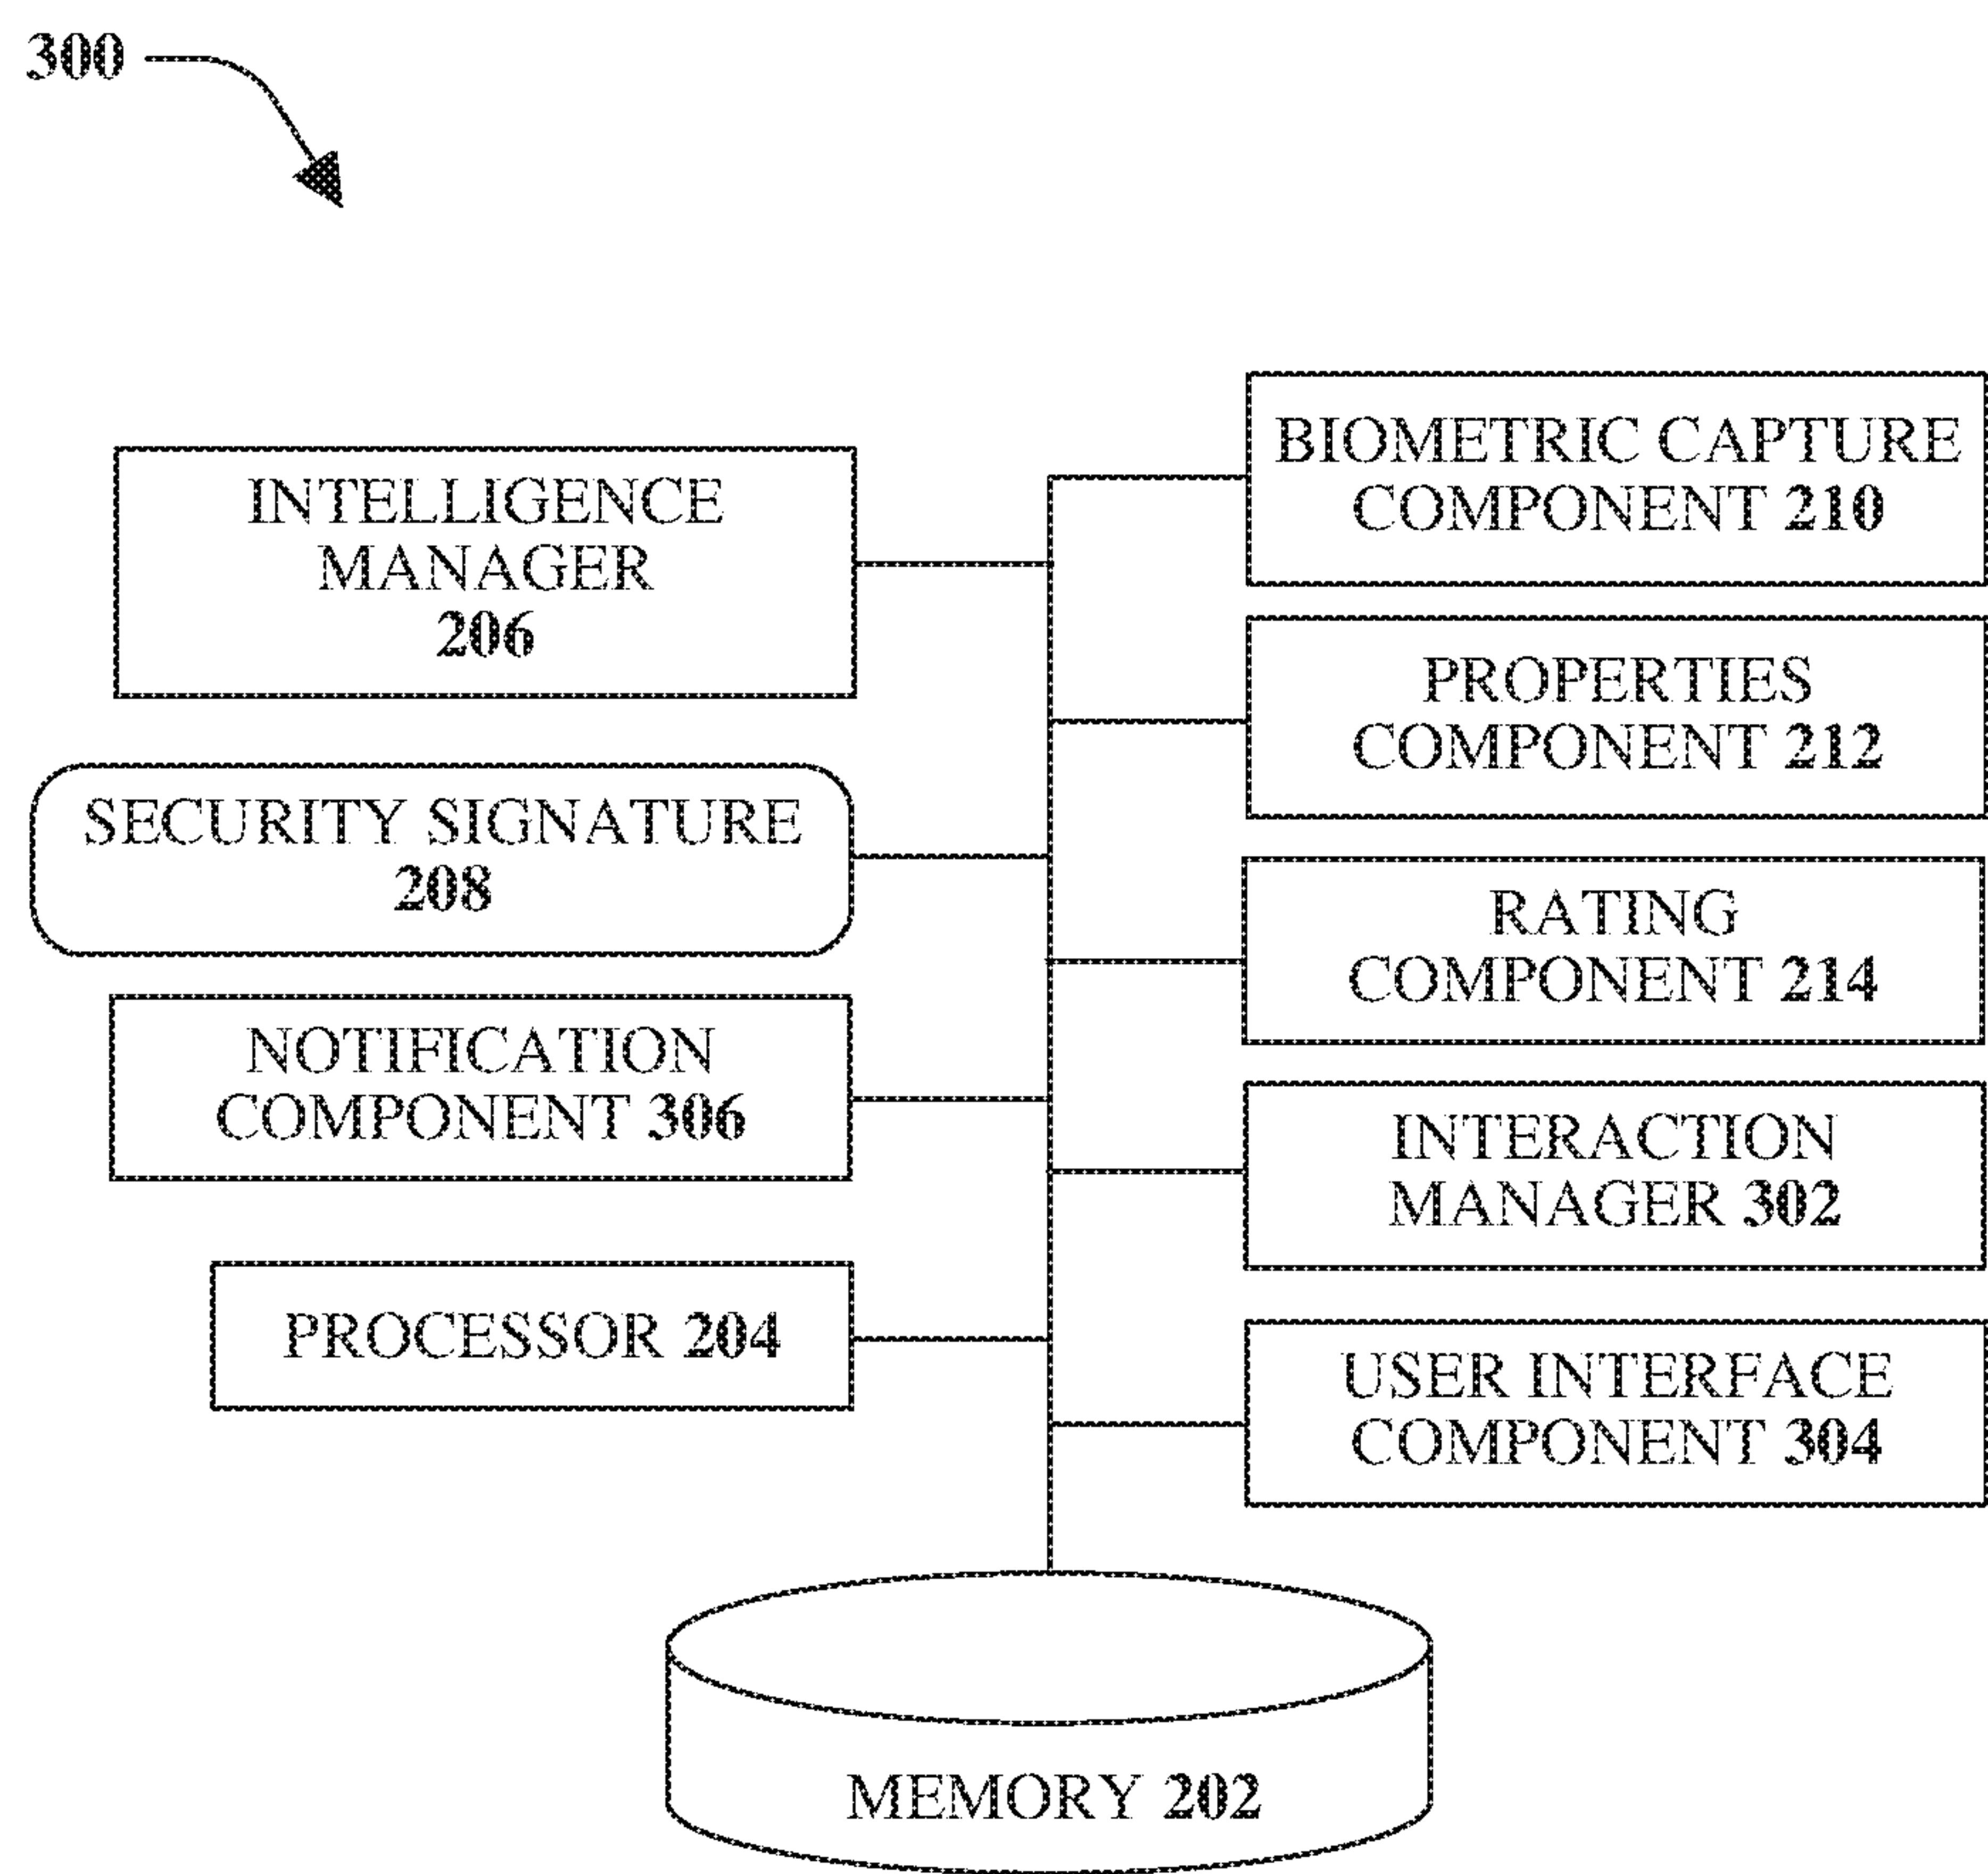 300
INTELLIGENCE
MANAGER
206
SECURITY SIGNATURE
208
NOTIFICATION
COMPONENT 306
PROCESSOR 204
BIOMETRIC CAPTURE
COMPONENT 210
PROPERTIES
COMPONENT 212
RATING
COMPONENT 214
INTERACTION
MANAGER 302
USER INTERFACE
COMPONENT 304
MEMORY 202